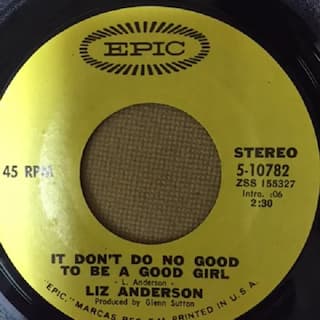 EPIC
45 RPM
STEREO
5-10782
ZSS 155327
Intro. :06
2:30
IT DON'T DO NO GOOD
TO BE A GOOD GIRL
- L. Anderson -
LIZ ANDERSON
Produced by Glenn Sutton
"EPIC," MARCAS REG. PRINTED IN U.S.A.